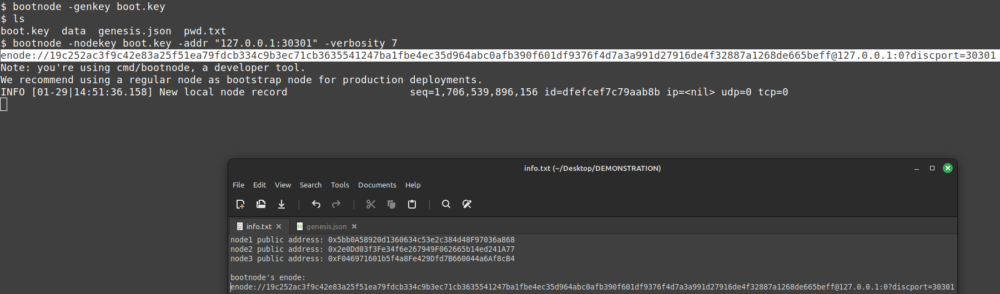 $ bootnode -genkey boot.key
$ ls
boot.key  data  genesis.json  pwd.txt
$ bootnode -nodekey boot.key -addr "127.0.0.1:30301" -verbosity 7
enode://19c252ac3f9c42e83a25f51ea79fdcb334c9b3ec71cb3635541247ba1fbe4ec35d964abc0afb390f601df9376f4d7a3a991d27916de4f32887a1268de665beff@127.0.0.1:0?discport=30301
Note: you're using cmd/bootnode, a developer tool.
We recommend using a regular node as bootstrap node for production deployments.
INFO [01-29|14:51:36.158] New local node record                    seq=1,706,539,896,156 id=dfefcef7c79aab8b ip=<nil> udp=0 tcp=0
info.txt (~/Desktop/DEMONSTRATION)
File Edit View Search Tools Documents Help
info.txt genesis.json
node1 public address: 0x5bb0A58920d1360634c53e2c384d48F97036a868
node2 public address: 0x2e0Dd03f3Fe34f6e267949F062665b14ed241A77
node3 public address: 0xF046971601b5f4a8Fe429Dfd7B660044a6Af8cB4
bootnode's enode:
enode://19c252ac3f9c42e83a25f51ea79fdcb334c9b3ec71cb3635541247ba1fbe4ec35d964abc0afb390f601df9376f4d7a3a991d27916de4f32887a1268de665beff@127.0.0.1:0?discport=30301